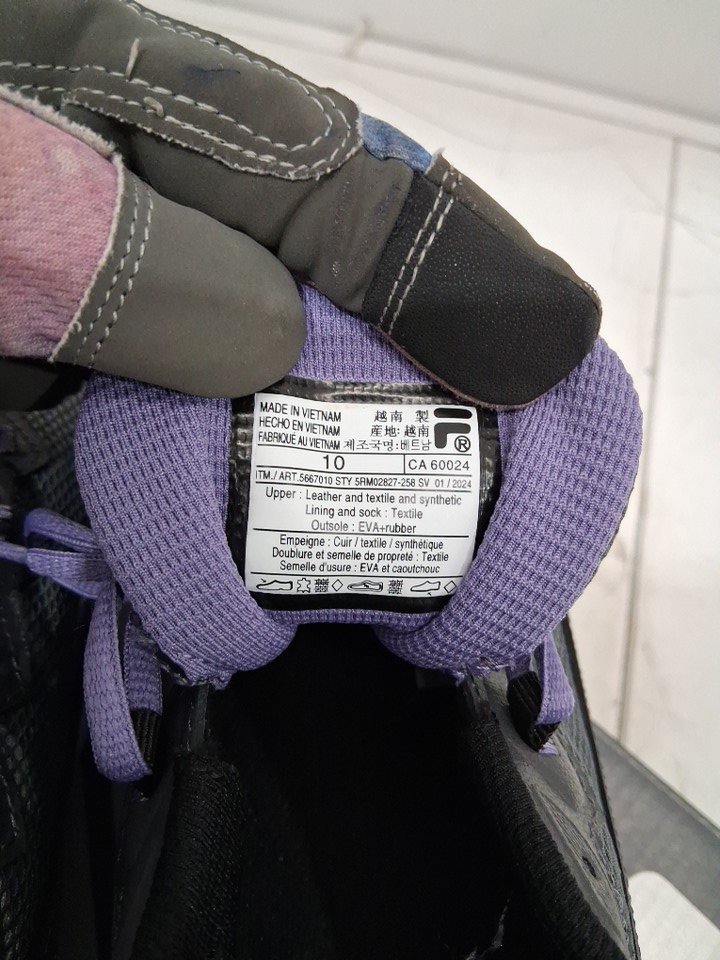 MADE IN VIETNAM 越南 製
HECHO EN VIETNAM 産地: 越南
FABRIQUÉ AU VIETNAM 제조국명:베트남
®
10 CA 60024
ITM./ ART.5667010 STY 5RM02827-258 SV 01 / 2024
Upper : Leather and textile and synthetic
Lining and sock : Textile
Outsole : EVA+rubber
Empeigne : Cuir / textile / synthétique
Doublure et semelle de propreté : Textile
Semelle d'usure : EVA et caoutchouc